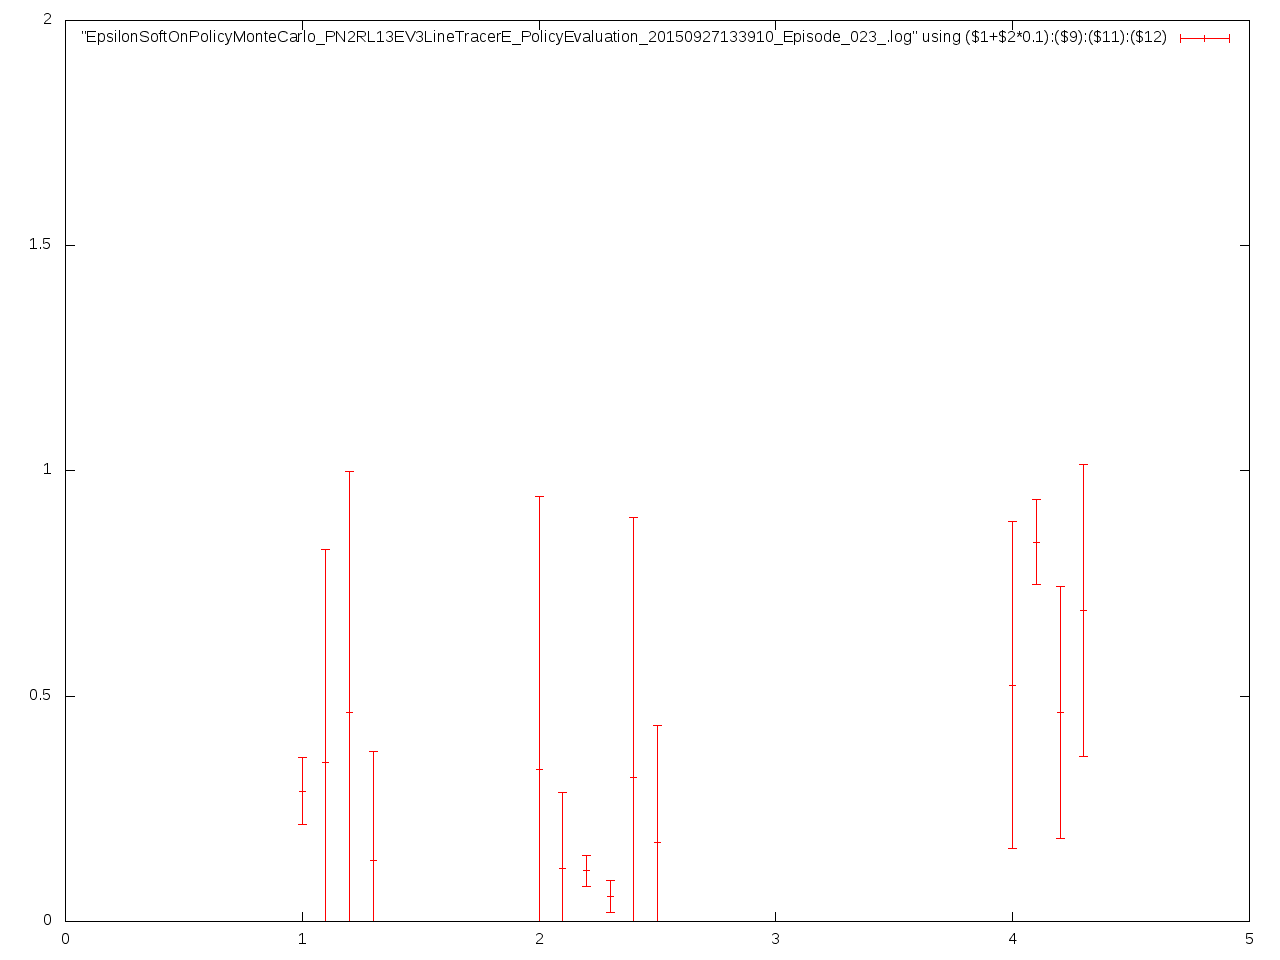 2
"EpsilonSoftOnPolicyMonteCarlo_PN2RL13EV3LineTracerE_PolicyEvaluation_20150927133910_Episode_023_.log" using ($1+$2*0.1):($9):($11):($12)
1.5
1
0.5
0
0 1 2 3 4 5